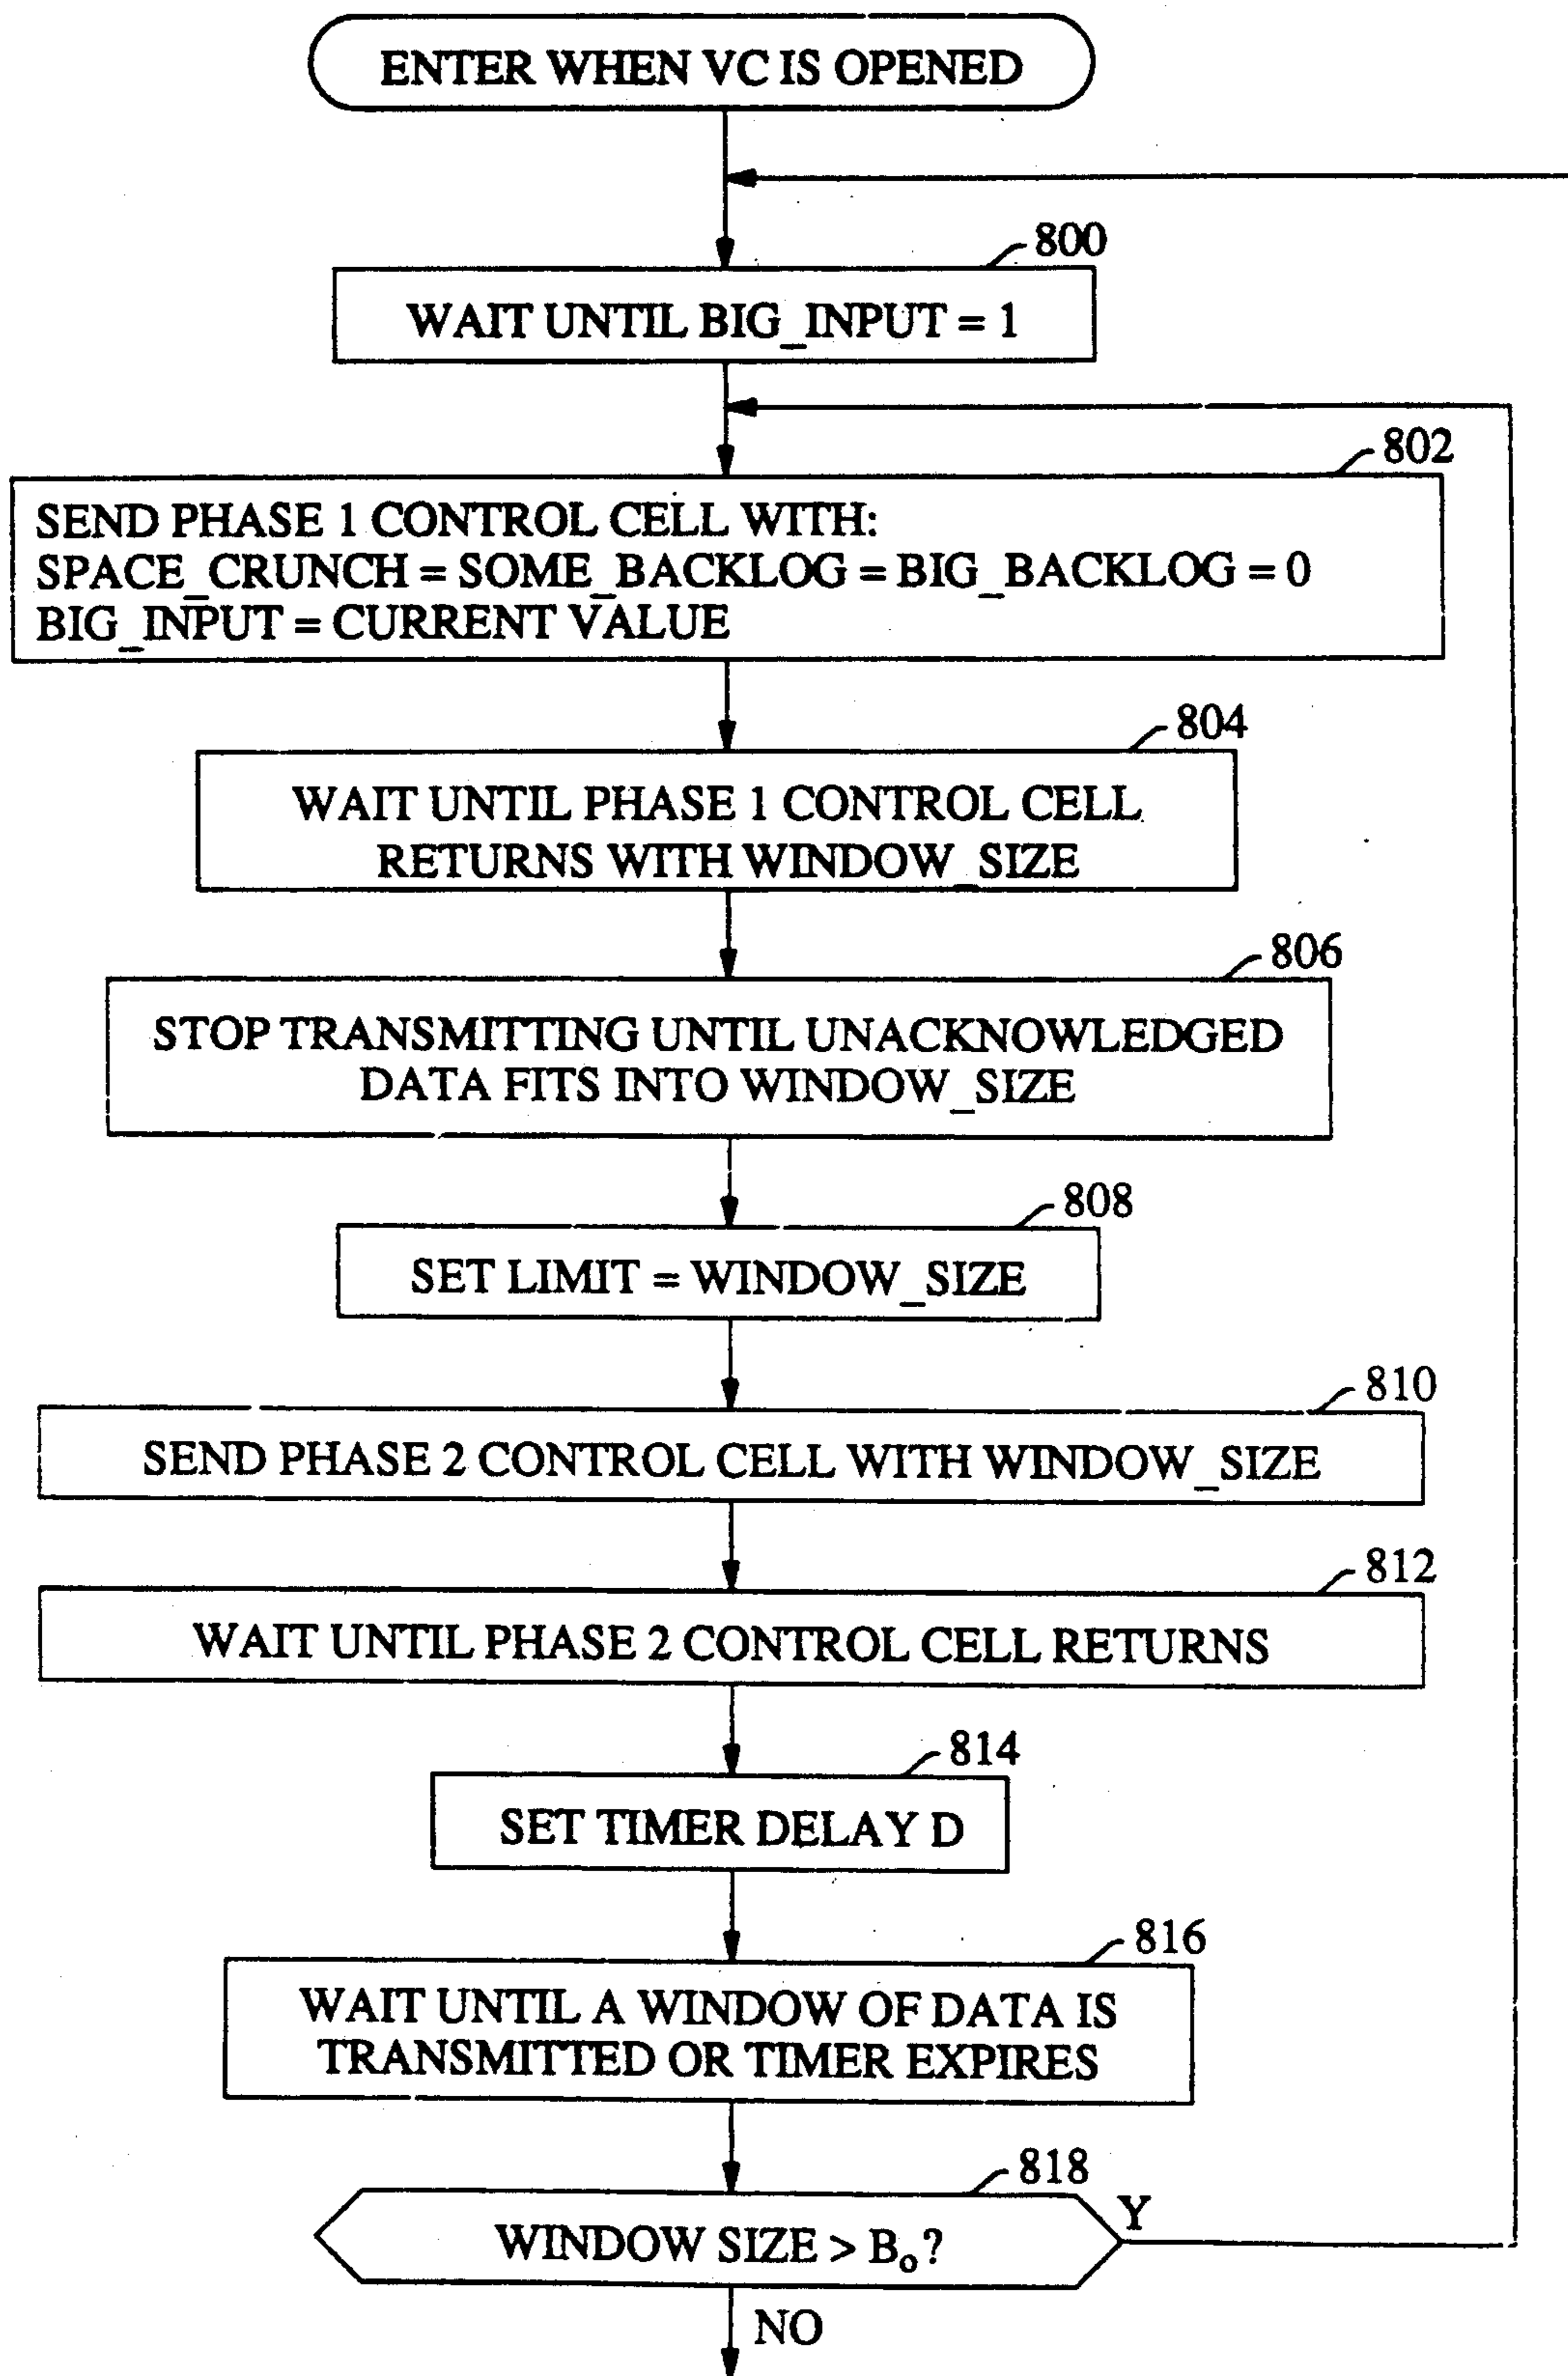 ENTER WHEN VC IS OPENED
800
WAIT UNTIL BIG_INPUT = 1
802
SEND PHASE 1 CONTROL CELL WITH:
SPACE_CRUNCH = SOME_BACKLOG = BIG_BACKLOG = 0
BIG_INPUT = CURRENT VALUE
804
WAIT UNTIL PHASE 1 CONTROL CELL
RETURNS WITH WINDOW_SIZE
806
STOP TRANSMITTING UNTIL UNACKNOWLEDGED
DATA FITS INTO WINDOW_SIZE
808
SET LIMIT = WINDOW_SIZE
810
SEND PHASE 2 CONTROL CELL WITH WINDOW_SIZE
812
WAIT UNTIL PHASE 2 CONTROL CELL RETURNS
814
SET TIMER DELAY D
816
WAIT UNTIL A WINDOW OF DATA IS
TRANSMITTED OR TIMER EXPIRES
818
WINDOW SIZE > Bₒ?
Y
NO